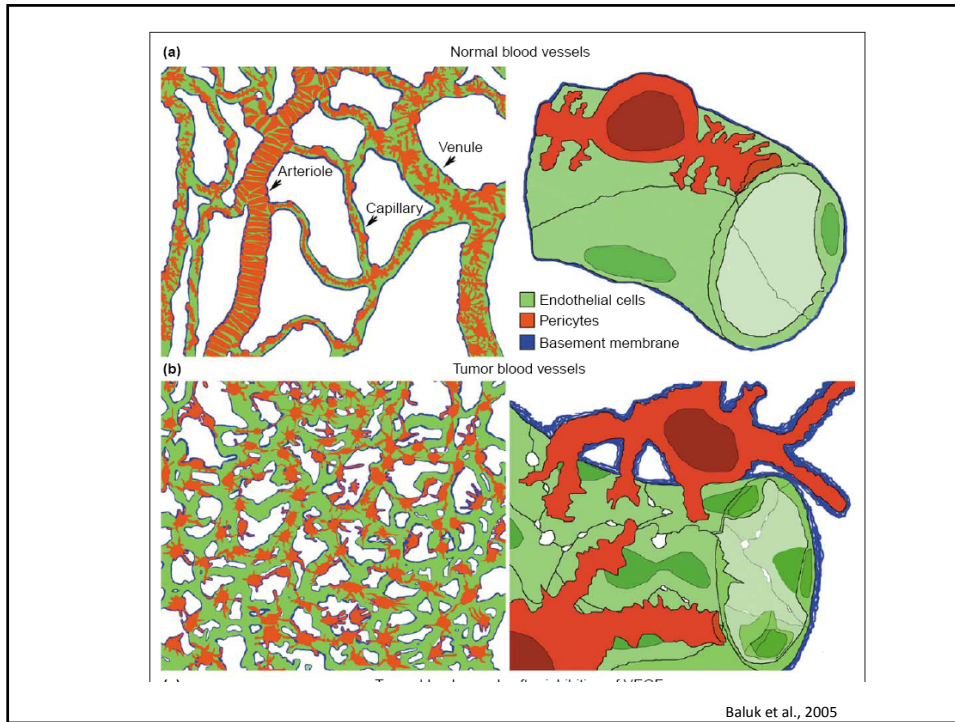 (a) Normal blood vessels
Venule
Arteriole
Capillary
Endothelial cells
Pericytes
Basement membrane
(b) Tumor blood vessels
Baluk et al., 2005